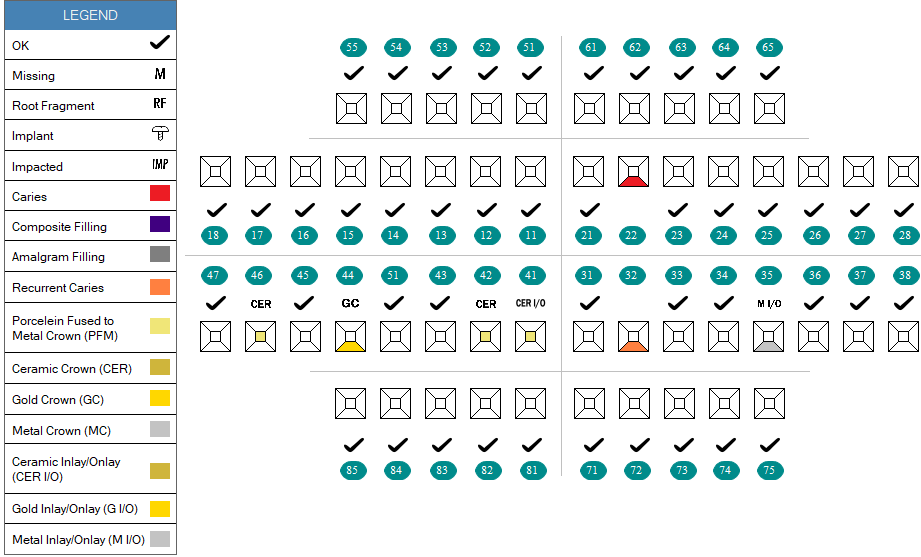 LEGEND
OK
Missing M
Root Fragment RF
Implant
Impacted IMP
Caries
Composite Filling
Amalgram Filling
Recurrent Caries
Porcelein Fused to
Metal Crown (PFM)
Ceramic Crown (CER)
Gold Crown (GC)
Metal Crown (MC)
Ceramic Inlay/Onlay
(CER I/O)
Gold Inlay/Onlay (G I/O)
Metal Inlay/Onlay (M I/O)
55 54 53 52 51 61 62 63 64 65
18 17 16 15 14 13 12 11 21 22 23 24 25 26 27 28
47 46 45 44 51 43 42 41 31 32 33 34 35 36 37 38
CER GC CER CER I/O M I/O
85 84 83 82 81 71 72 73 74 75